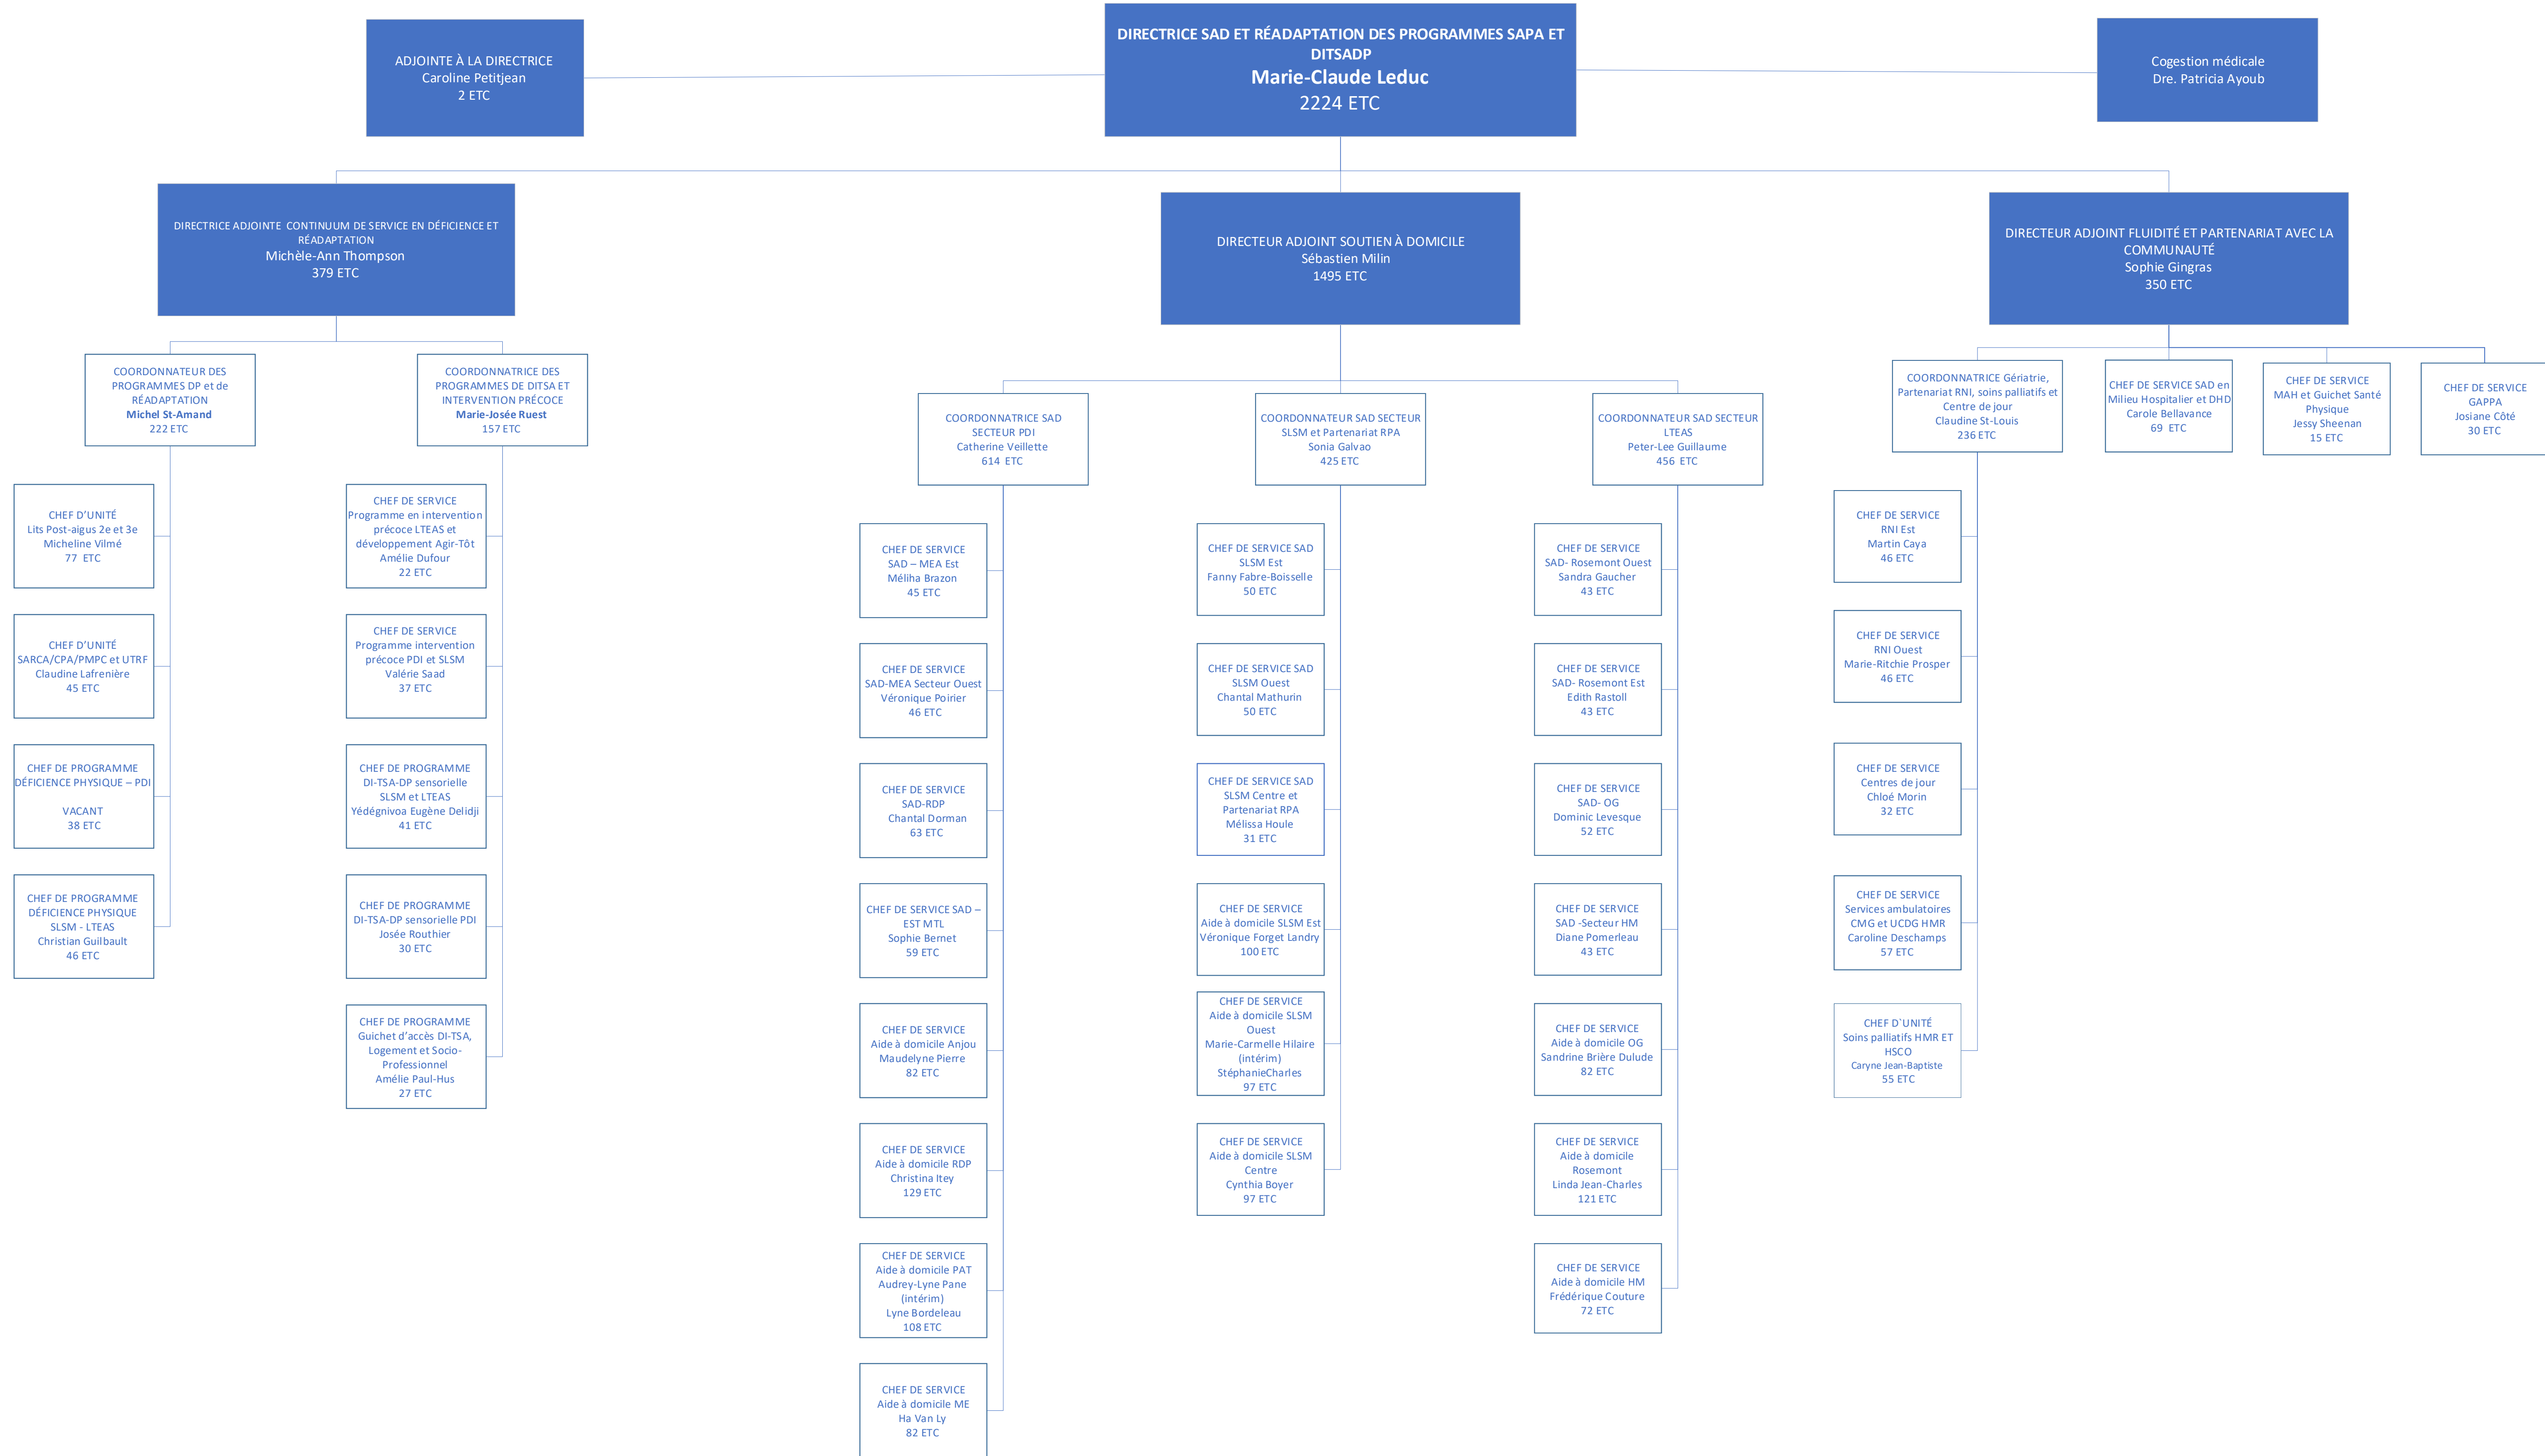 ADJOINTE À LA DIRECTRICE
Caroline Petitjean
2 ETC
DIRECTRICE SAD ET RÉADAPTATION DES PROGRAMMES SAPA ET
DITSADP
Marie-Claude Leduc
2224 ETC
Cogestion médicale
Dre. Patricia Ayoub
DIRECTRICE ADJOINTE CONTINUUM DE SERVICE EN DÉFICIENCE ET
RÉADAPTATION
Michèle-Ann Thompson
379 ETC
DIRECTEUR ADJOINT SOUTIEN À DOMICILE
Sébastien Milin
1495 ETC
DIRECTEUR ADJOINT FLUIDITÉ ET PARTENARIAT AVEC LA
COMMUNAUTÉ
Sophie Gingras
350 ETC
COORDONNATEUR DES
PROGRAMMES DP et de
RÉADAPTATION
Michel St-Amand
222 ETC
COORDONNATRICE DES
PROGRAMMES DE DITSA ET
INTERVENTION PRÉCOCE
Marie-Josée Ruest
157 ETC
COORDONNATRICE SAD
SECTEUR PDI
Catherine Veillette
614 ETC
COORDONNATEUR SAD SECTEUR
SLSM et Partenariat RPA
Sonia Galvao
425 ETC
COORDONNATEUR SAD SECTEUR
LTEAS
Peter-Lee Guillaume
456 ETC
COORDONNATRICE Gériatrie,
Partenariat RNI, soins palliatifs et
Centre de jour
Claudine St-Louis
236 ETC
CHEF DE SERVICE SAD en
Milieu Hospitalier et DHD
Carole Bellavance
69 ETC
CHEF DE SERVICE
MAH et Guichet Santé
Physique
Jessy Sheenan
15 ETC
CHEF DE SERVICE
GAPPA
Josiane Côté
30 ETC
CHEF D’UNITÉ
Lits Post-aigus 2e et 3e
Micheline Vilmé
77 ETC
CHEF D’UNITÉ
SARCA/CPA/PMPC et UTRF
Claudine Lafrenière
45 ETC
CHEF DE PROGRAMME
DÉFICIENCE PHYSIQUE – PDI
VACANT
38 ETC
CHEF DE PROGRAMME
DÉFICIENCE PHYSIQUE
SLSM - LTEAS
Christian Guilbault
46 ETC
CHEF DE SERVICE
Programme en intervention
précoce LTEAS et
développement Agir-Tôt
Amélie Dufour
22 ETC
CHEF DE SERVICE
Programme intervention
précoce PDI et SLSM
Valérie Saad
37 ETC
CHEF DE PROGRAMME
DI-TSA-DP sensorielle
SLSM et LTEAS
Yédégnivoa Eugène Delidji
41 ETC
CHEF DE PROGRAMME
DI-TSA-DP sensorielle PDI
Josée Routhier
30 ETC
CHEF DE PROGRAMME
Guichet d’accès DI-TSA,
Logement et Socio-
Professionnel
Amélie Paul-Hus
27 ETC
CHEF DE SERVICE
SAD – MEA Est
Méliha Brazon
45 ETC
CHEF DE SERVICE
SAD-MEA Secteur Ouest
Véronique Poirier
46 ETC
CHEF DE SERVICE
SAD-RDP
Chantal Dorman
63 ETC
CHEF DE SERVICE SAD –
EST MTL
Sophie Bernet
59 ETC
CHEF DE SERVICE
Aide à domicile Anjou
Maudelyne Pierre
82 ETC
CHEF DE SERVICE
Aide à domicile RDP
Christina Itey
129 ETC
CHEF DE SERVICE
Aide à domicile PAT
Audrey-Lyne Pane
(intérim)
Lyne Bordeleau
108 ETC
CHEF DE SERVICE
Aide à domicile ME
Ha Van Ly
82 ETC
CHEF DE SERVICE SAD
SLSM Est
Fanny Fabre-Boisselle
50 ETC
CHEF DE SERVICE SAD
SLSM Ouest
Chantal Mathurin
50 ETC
CHEF DE SERVICE SAD
SLSM Centre et
Partenariat RPA
Mélissa Houle
31 ETC
CHEF DE SERVICE
Aide à domicile SLSM Est
Véronique Forget Landry
100 ETC
CHEF DE SERVICE
Aide à domicile SLSM
Ouest
Marie-Carmelle Hilaire
(intérim)
StéphanieCharles
97 ETC
CHEF DE SERVICE
Aide à domicile SLSM
Centre
Cynthia Boyer
97 ETC
CHEF DE SERVICE
SAD- Rosemont Ouest
Sandra Gaucher
43 ETC
CHEF DE SERVICE
SAD- Rosemont Est
Edith Rastoll
43 ETC
CHEF DE SERVICE
SAD- OG
Dominic Levesque
52 ETC
CHEF DE SERVICE
SAD -Secteur HM
Diane Pomerleau
43 ETC
CHEF DE SERVICE
Aide à domicile OG
Sandrine Brière Dulude
82 ETC
CHEF DE SERVICE
Aide à domicile
Rosemont
Linda Jean-Charles
121 ETC
CHEF DE SERVICE
Aide à domicile HM
Frédérique Couture
72 ETC
CHEF DE SERVICE
RNI Est
Martin Caya
46 ETC
CHEF DE SERVICE
RNI Ouest
Marie-Ritchie Prosper
46 ETC
CHEF DE SERVICE
Centres de jour
Chloé Morin
32 ETC
CHEF DE SERVICE
Services ambulatoires
CMG et UCDG HMR
Caroline Deschamps
57 ETC
CHEF D`UNITÉ
Soins palliatifs HMR ET
HSCO
Caryne Jean-Baptiste
55 ETC